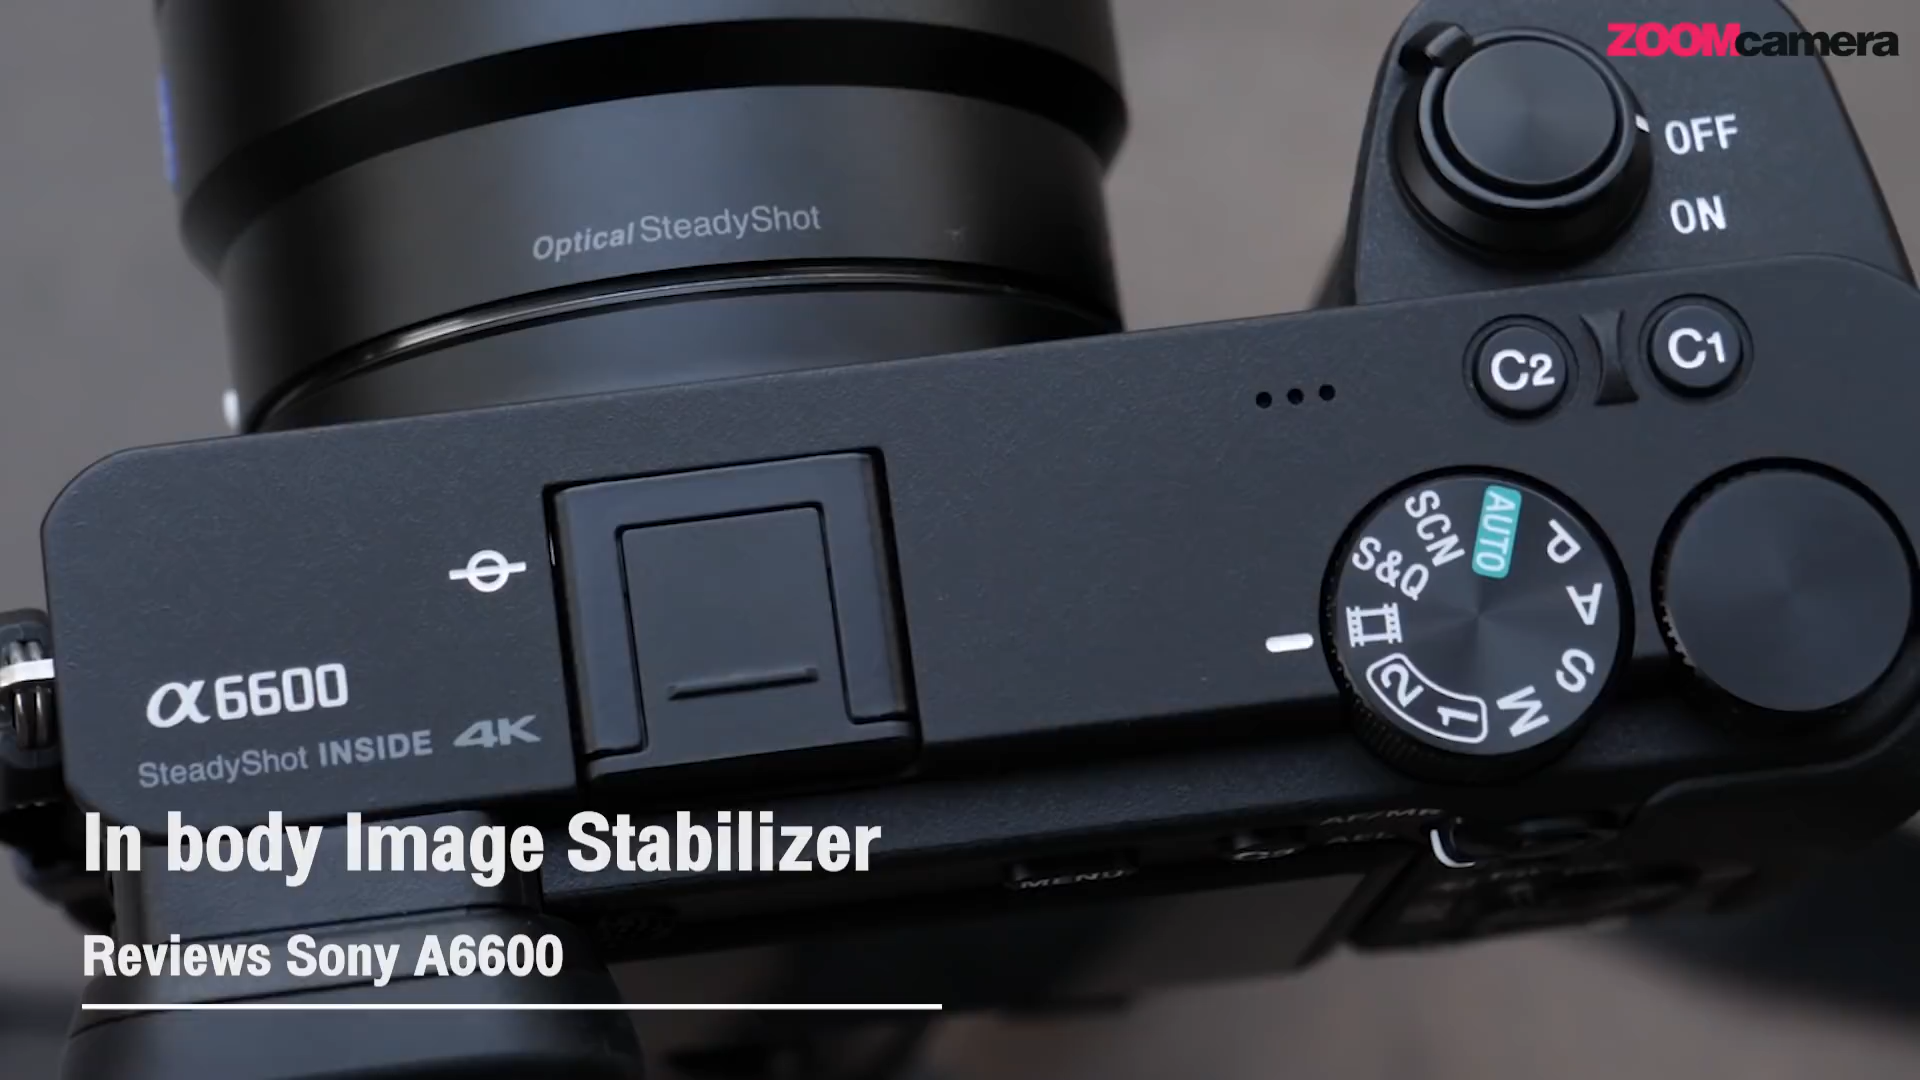 ZOOMcamera
OFF
ON
Optical SteadyShot
C2
C1
AUTO
SCN
S&Q
P
A
S
M
1
2
α6600
SteadyShot INSIDE 4K
In body Image Stabilizer
MENU
Reviews Sony A6600